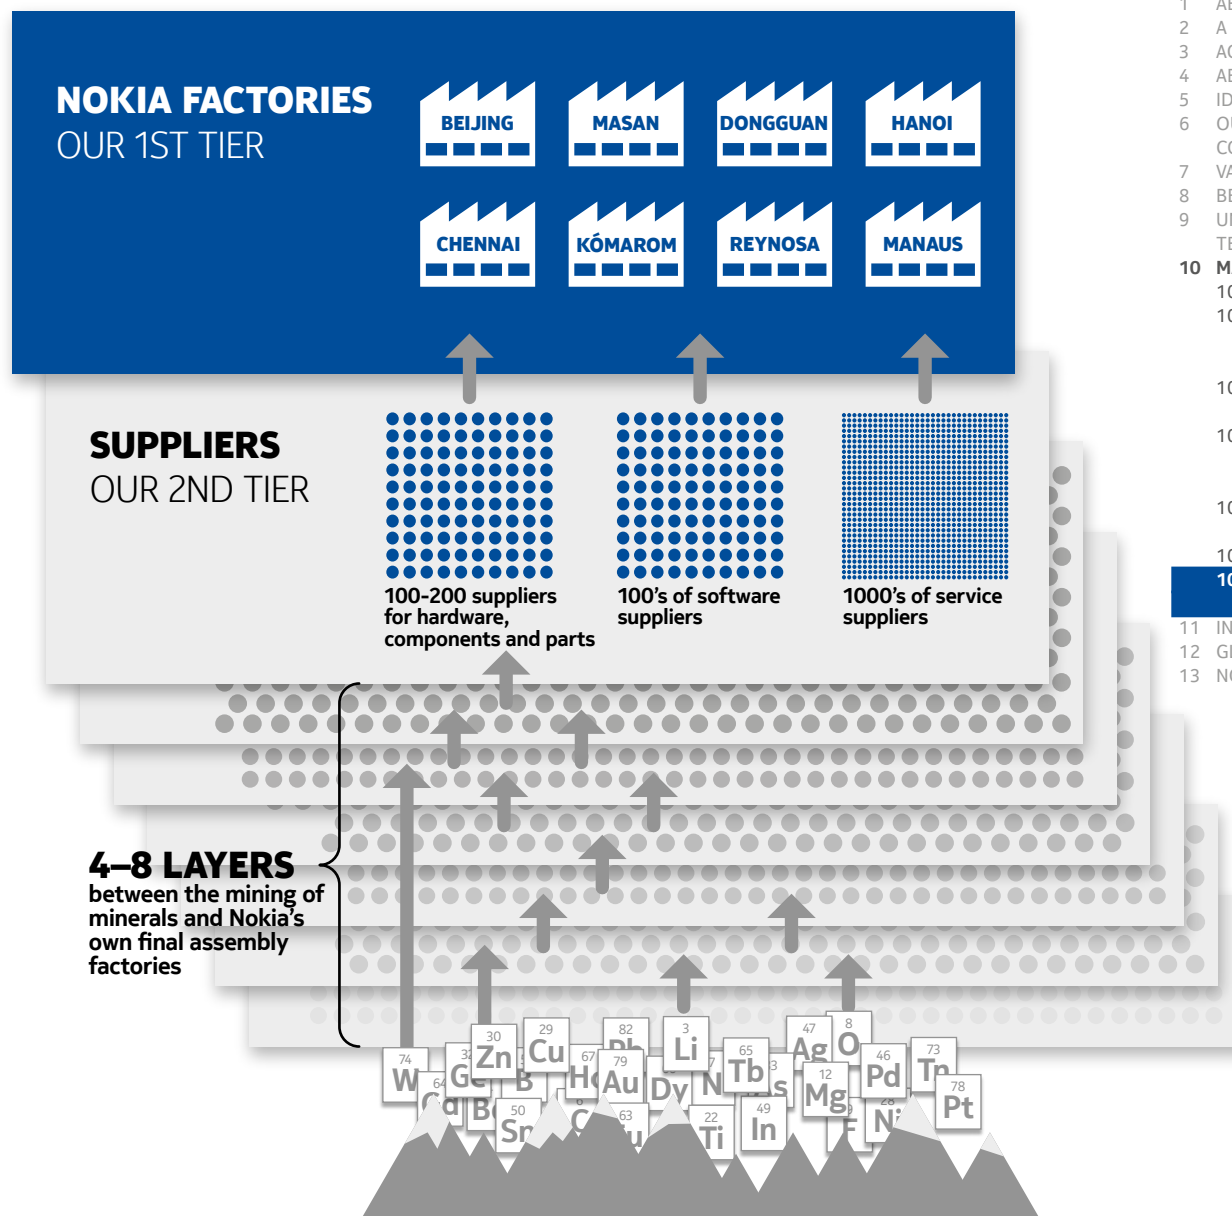 NOKIA FACTORIES
OUR 1ST TIER
BEIJING
MASAN
DONGGUAN
HANOI
CHENNAI
KÓMAROM
REYNOSA
MANAUS
SUPPLIERS
OUR 2ND TIER
100-200 suppliers
for hardware,
components and parts
100's of software
suppliers
1000's of service
suppliers
4–8 LAYERS
between the mining of
minerals and Nokia's
own final assembly
factories
74
W
64
30
Zn
29
Cu
82
3
Li
47
Ag
8
O
67
79
Au
Dy
65
Tb
12
Mg
46
Pd
73
78
Pt
B
50
Sn
63
22
Ti
49
In
F
28
Ni
1
2 A
3
4
5
6
7
8
9
10
11
12
13